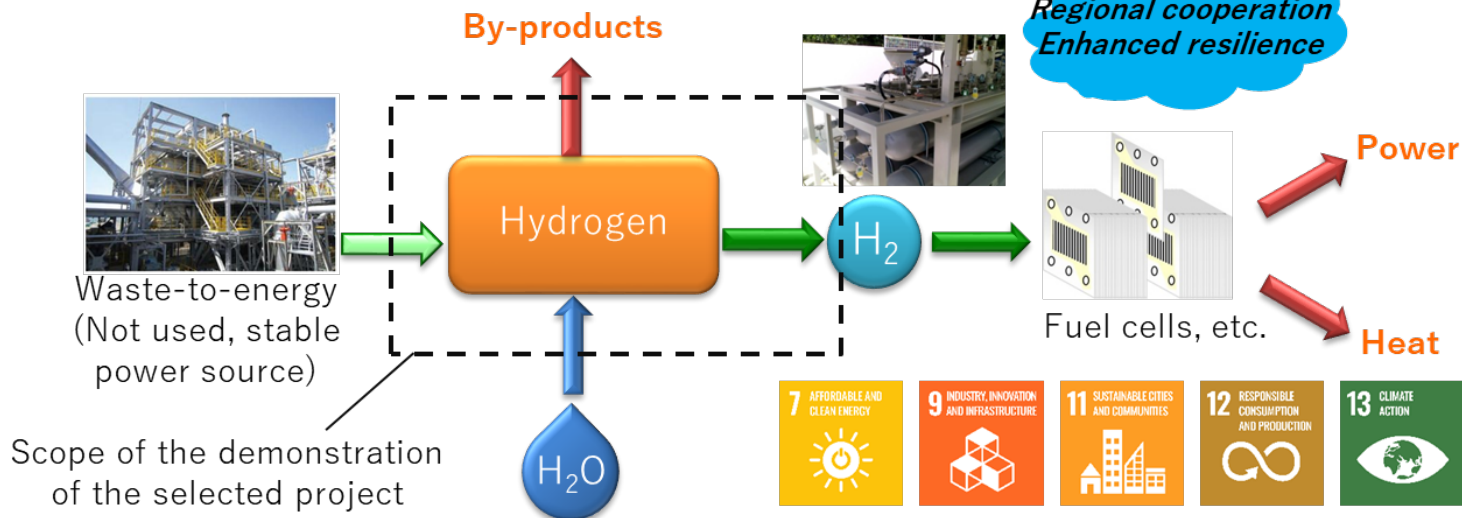 By-products
Regional cooperation
Enhanced resilience
Waste-to-energy
(Not used, stable
power source)
Hydrogen
H₂
Fuel cells, etc.
Power
Heat
Scope of the demonstration
of the selected project
H₂O
7 AFFORDABLE AND
CLEAN ENERGY
9 INDUSTRY, INNOVATION
AND INFRASTRUCTURE
11 SUSTAINABLE CITIES
AND COMMUNITIES
12 RESPONSIBLE
CONSUMPTION
AND PRODUCTION
13 CLIMATE
ACTION